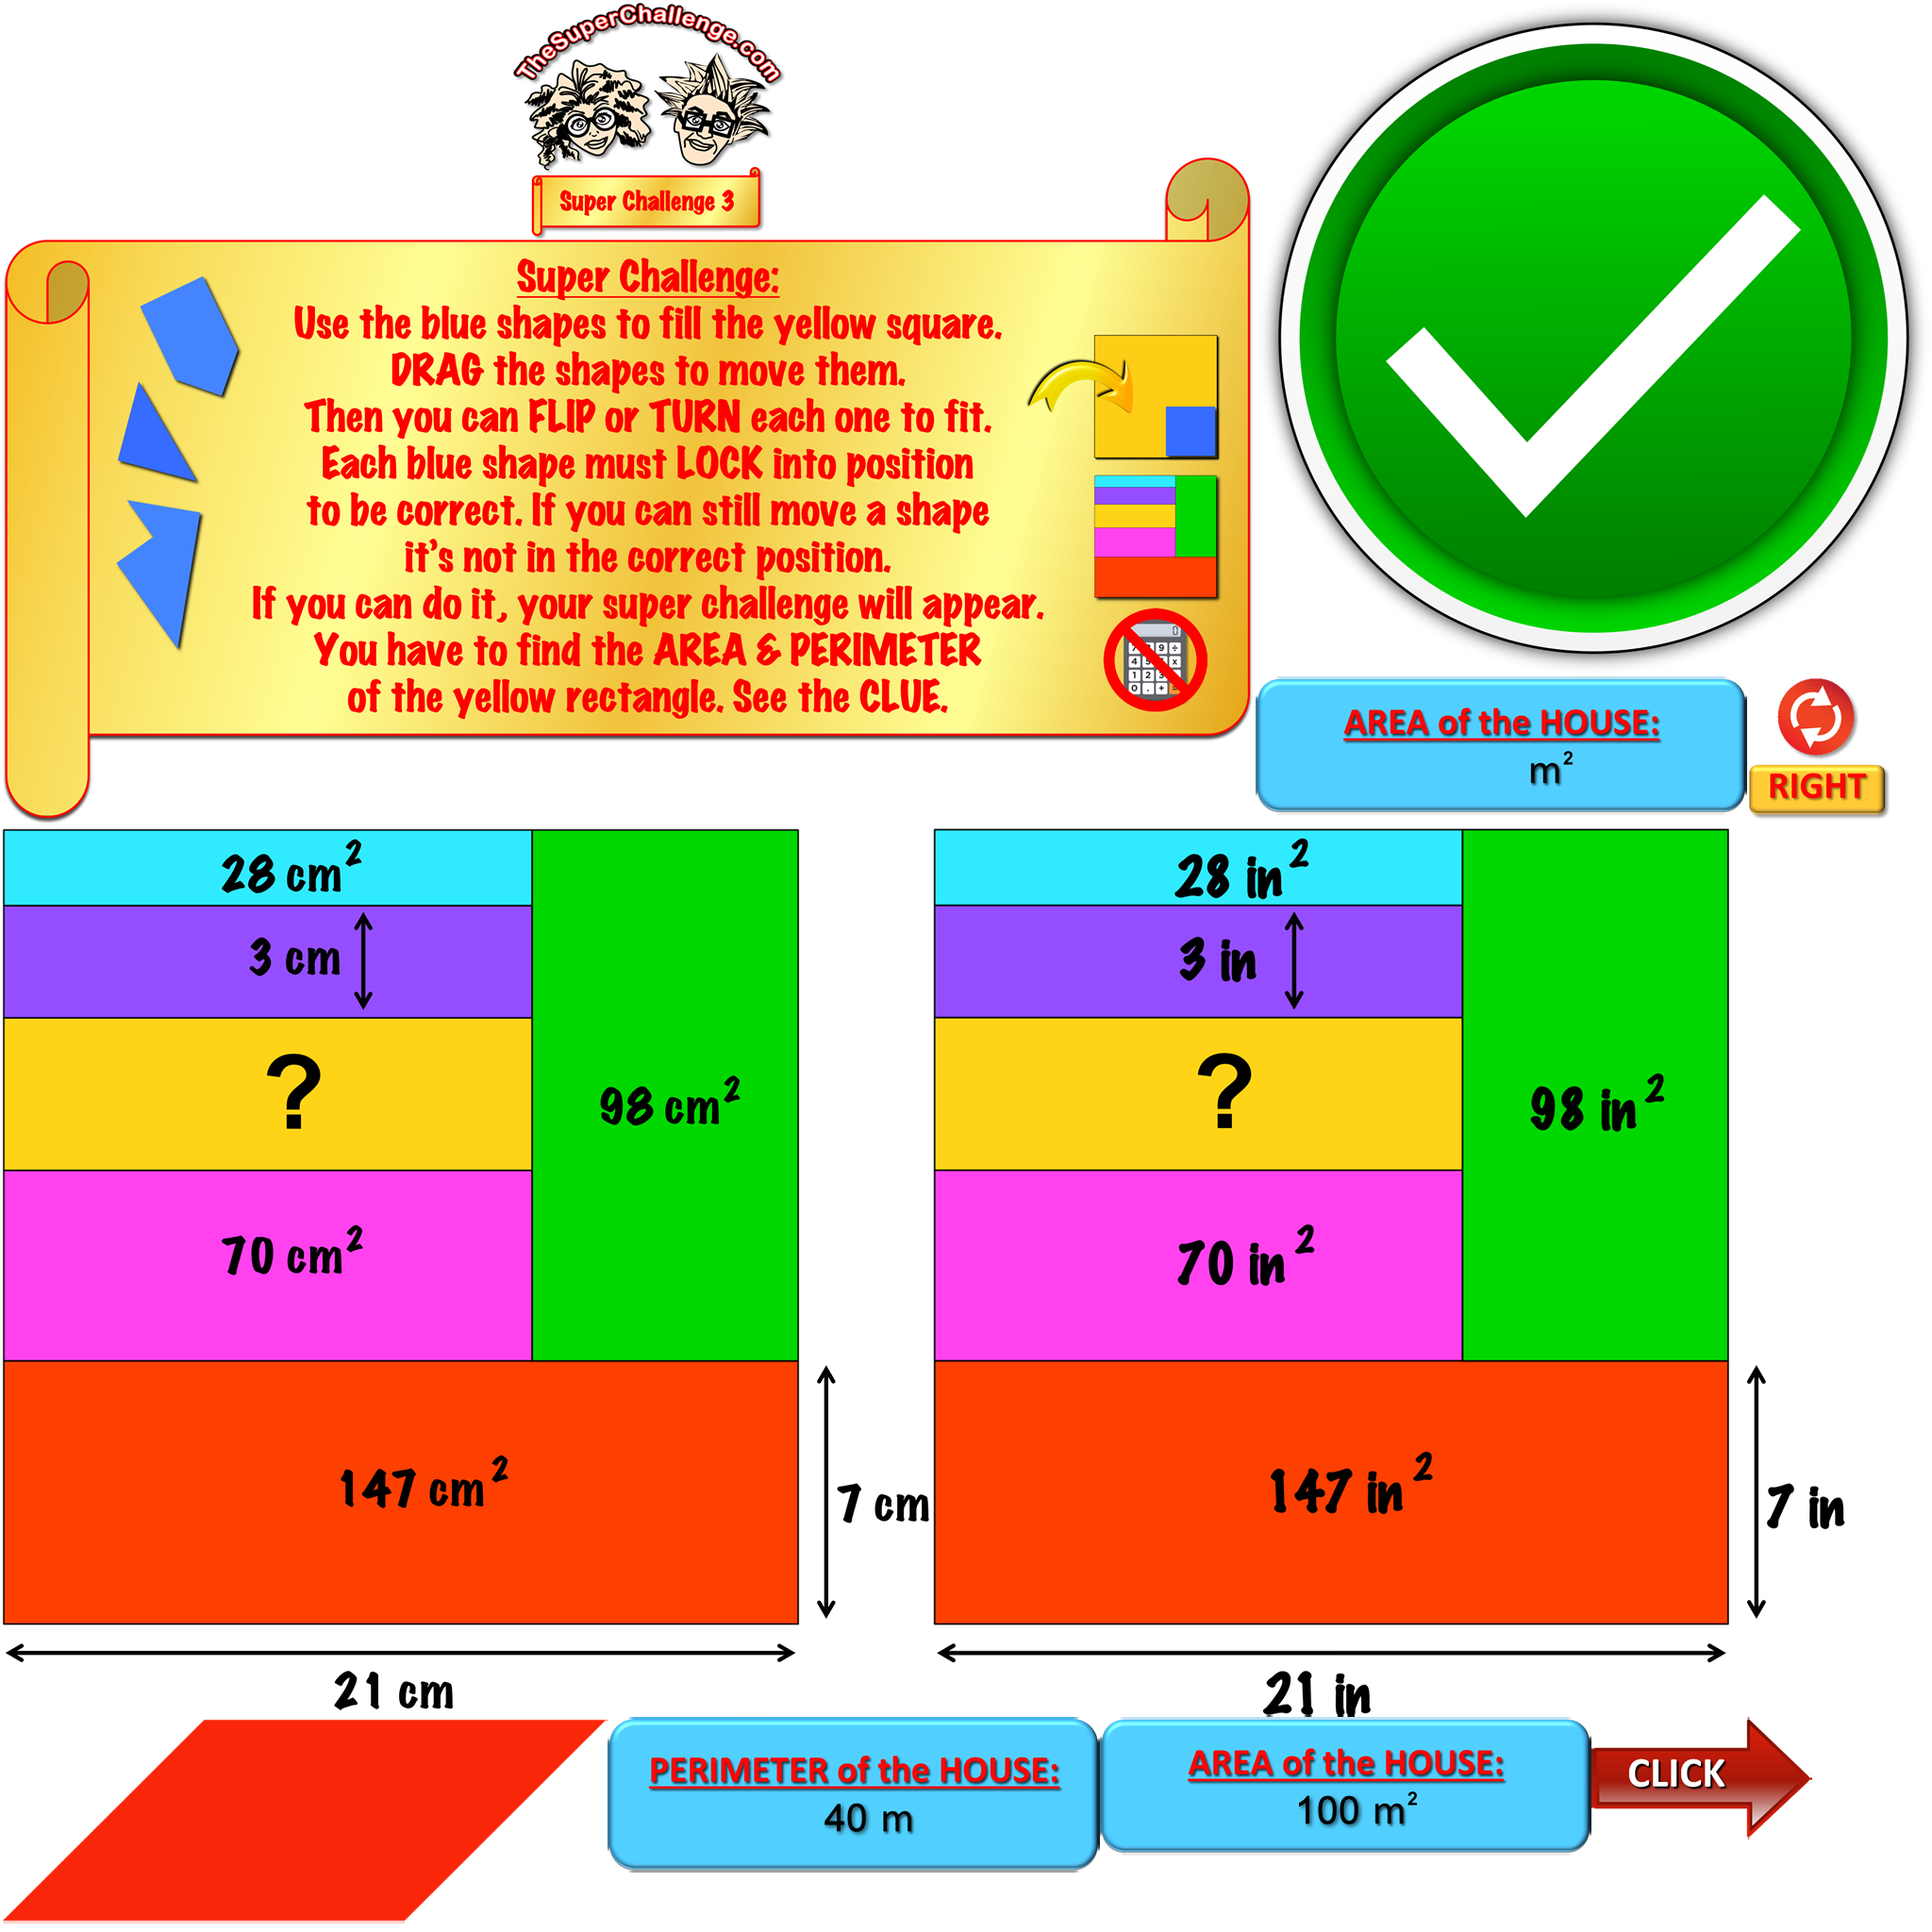 TheSuperChallenge.com
Super Challenge 3
Super Challenge:
Use the blue shapes to fill the yellow square.
DRAG the shapes to move them.
Then you can FLIP or TURN each one to fit.
Each blue shape must LOCK into position
to be correct. If you can still move a shape
it's not in the correct position.
If you can do it, your super challenge will appear.
You have to find the AREA & PERIMETER
of the yellow rectangle. See the CLUE.
AREA of the HOUSE:
m²
RIGHT
28 cm²
3 cm
?
98 cm²
70 cm²
147 cm²
7 cm
21 cm
28 in²
3 in
?
98 in²
70 in²
147 in²
7 in
21 in
PERIMETER of the HOUSE:
40 m
AREA of the HOUSE:
100 m²
CLICK